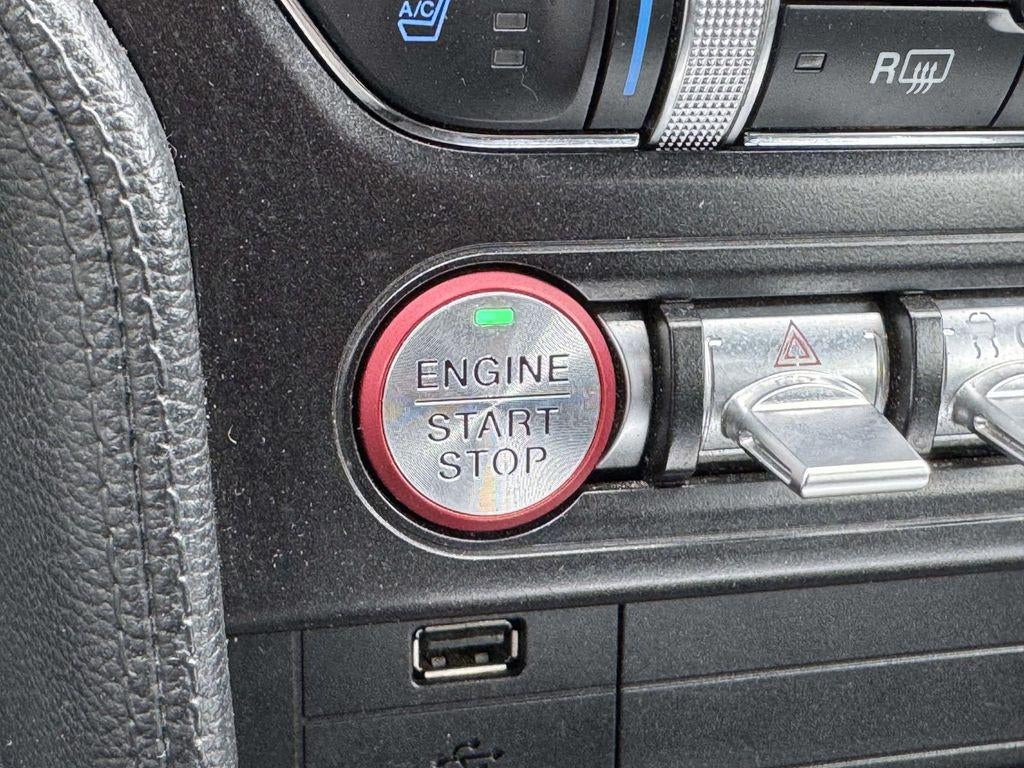 A/C
R
ENGINE
START
STOP